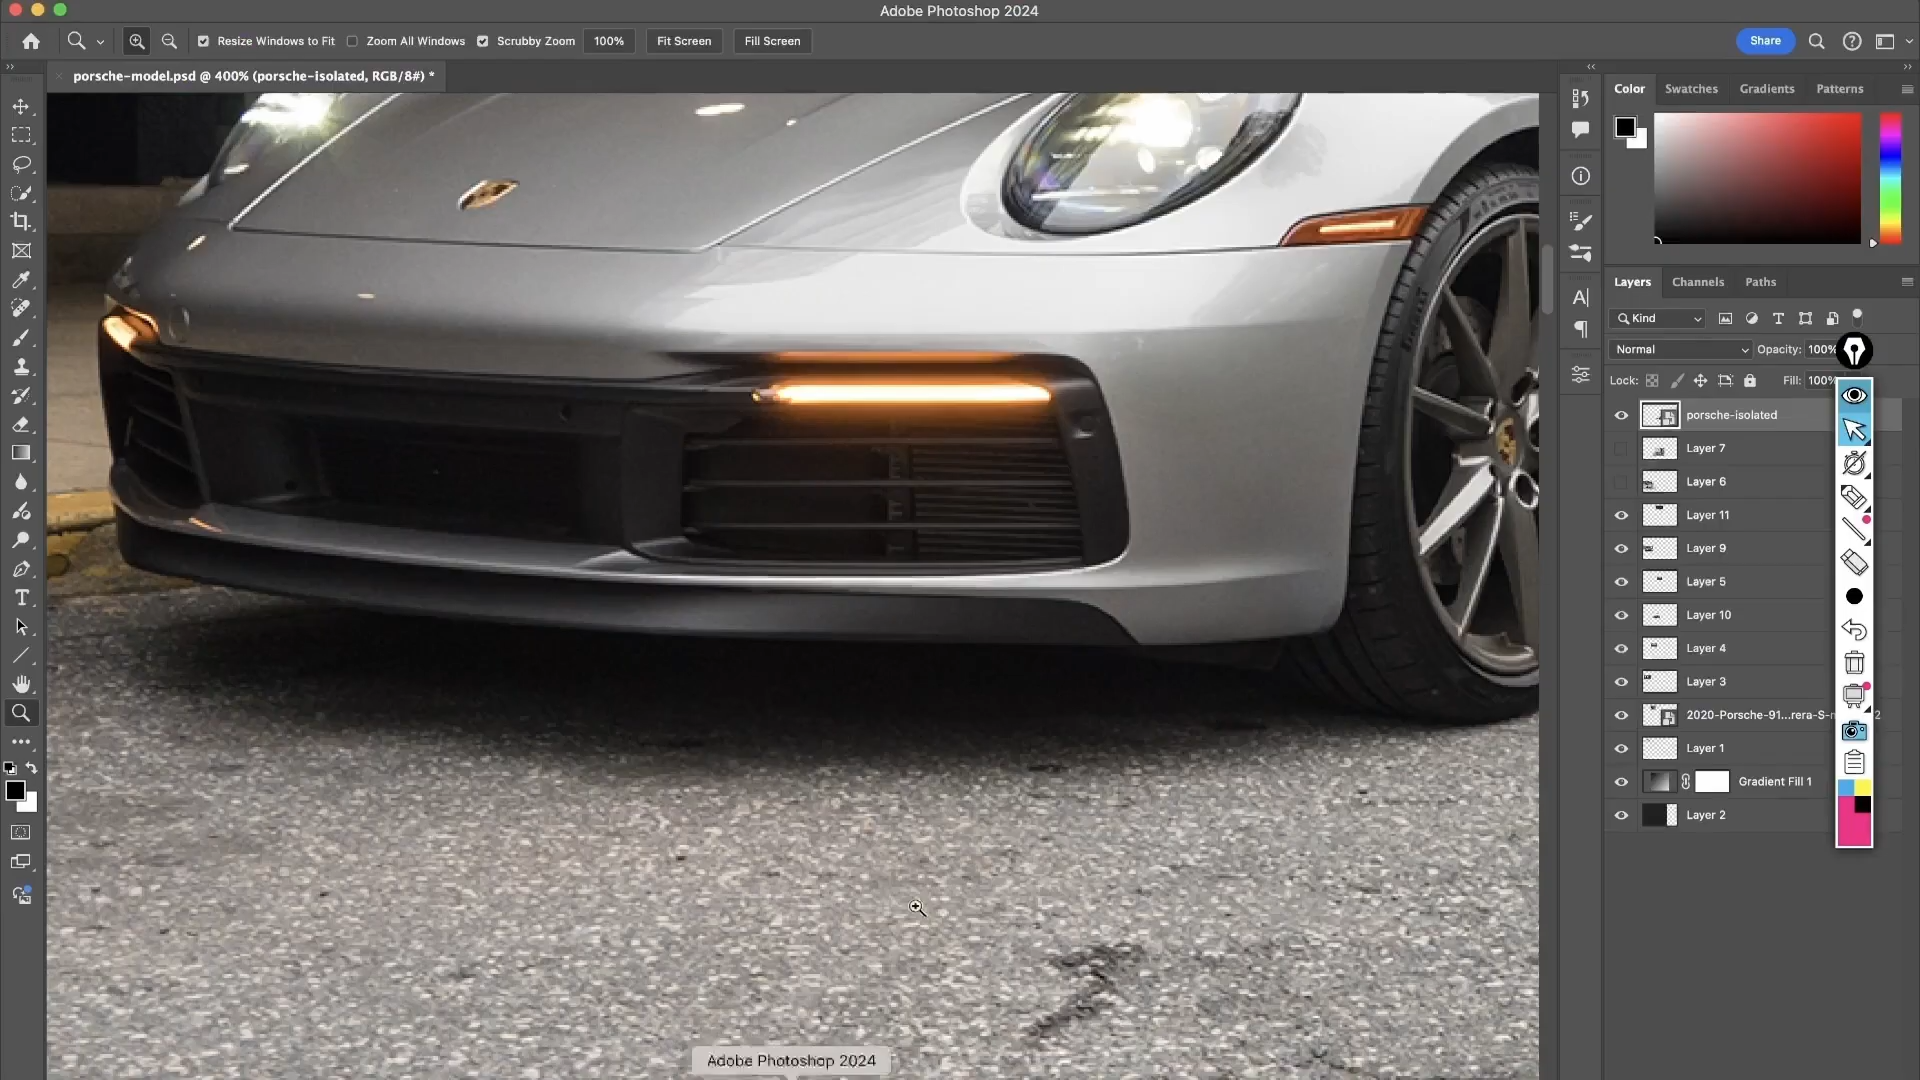 Adobe Photoshop 2024
Resize Windows to Fit Zoom All Windows Scrubby Zoom 100% Fit Screen Fill Screen Share
porsche-model.psd @ 400% (porsche-isolated, RGB/8#) *
Color Swatches Gradients Patterns
Layers Channels Paths
Kind
Normal Opacity: 100%
Lock: Fill: 100%
porsche-isolated
Layer 7
Layer 6
Layer 11
Layer 9
Layer 5
Layer 10
Layer 4
Layer 3
2020-Porsche-91...rera-S-
Layer 1
Gradient Fill 1
Layer 2
Adobe Photoshop 2024